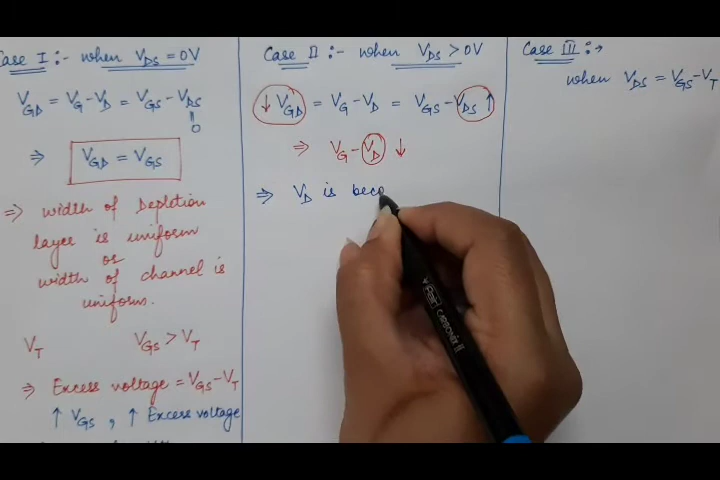 Case I :- when VDS = 0V
VGD = VG - VD = VGS - VDS
= 0
⇒ VGD = VGS
⇒ width of Depletion
layer is uniform
or
width of channel is
uniform.
VT VGS > VT
⇒ Excess voltage = VGS - VT
↑ VGS , ↑ Excess voltage
Case II :- when VDS > 0V
↓ VGD = VG - VD = VGS - VDS ↑
⇒ VG - VD ↓
⇒ VD is beco
Case III :→
when VDS = VGS - VT